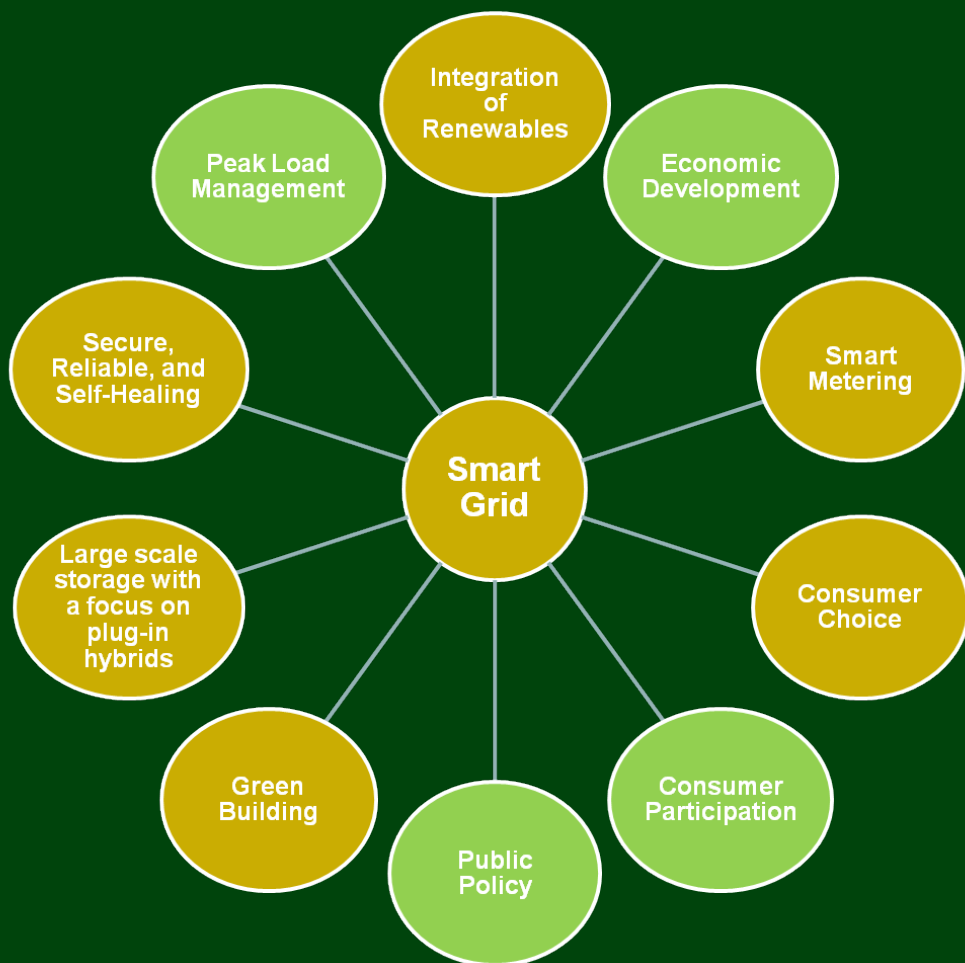 Integration
of
Renewables
Economic
Development
Smart
Metering
Consumer
Choice
Consumer
Participation
Public
Policy
Green
Building
Large scale
storage with
a focus on
plug-in
hybrids
Secure,
Reliable, and
Self-Healing
Peak Load
Management
Smart
Grid